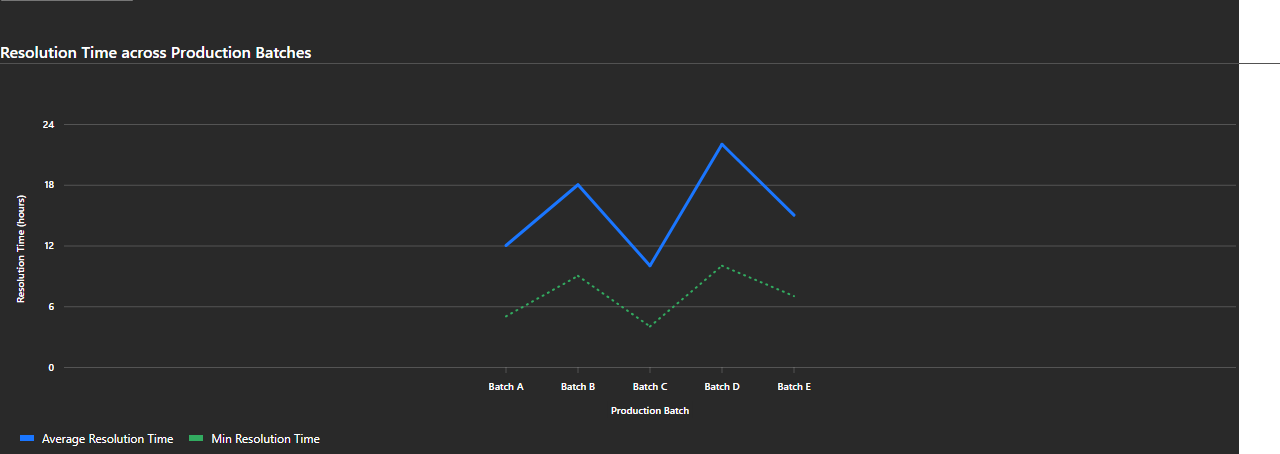 Resolution Time across Production Batches
24
18
12
6
0
Resolution Time (hours)
Batch A Batch B Batch C Batch D Batch E
Production Batch
Average Resolution Time Min Resolution Time